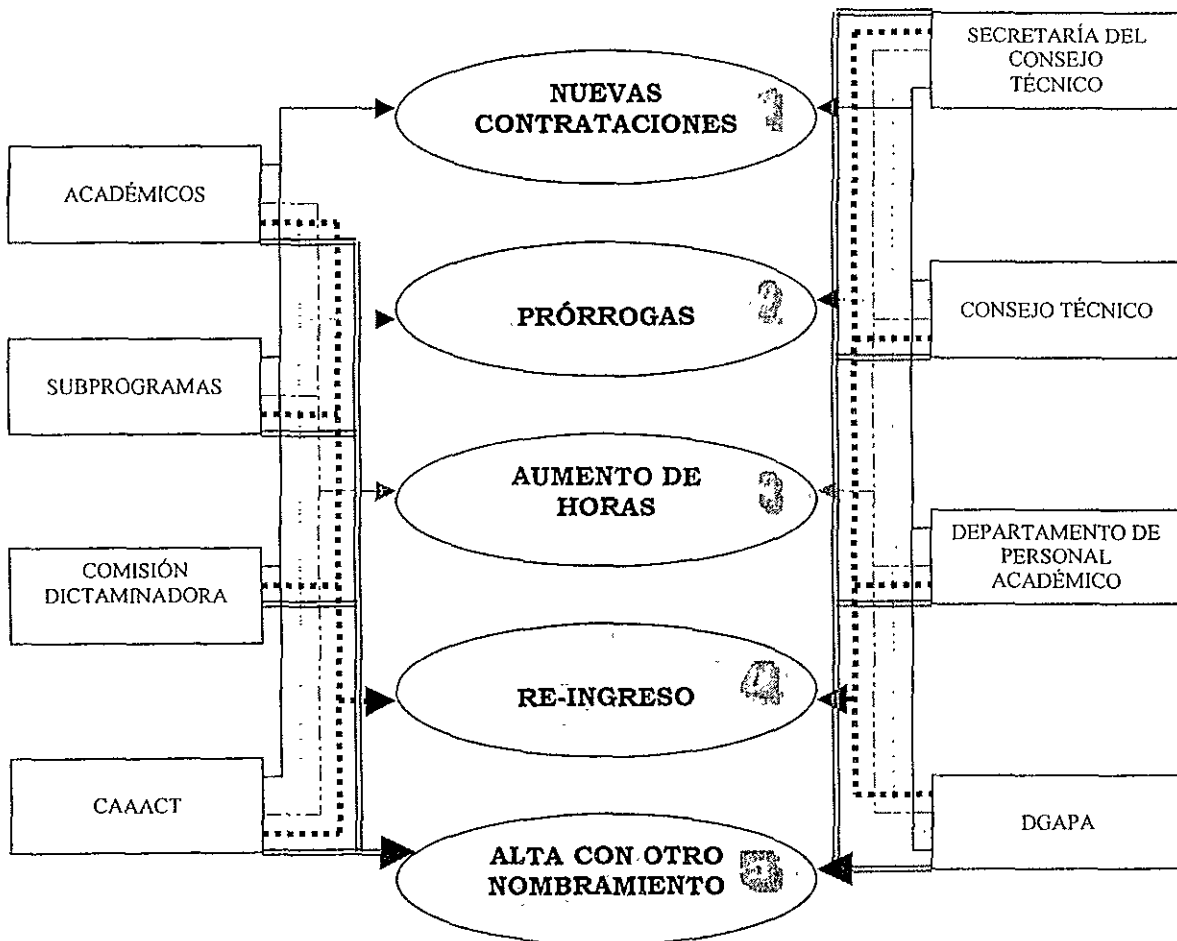 SECRETARÍA DEL
CONSEJO
TÉCNICO
NUEVAS
CONTRATACIONES
1
ACADÉMICOS
PRÓRROGAS
2
CONSEJO TÉCNICO
SUBPROGRAMAS
AUMENTO DE
HORAS
3
DEPARTAMENTO DE
PERSONAL
ACADÉMICO
COMISIÓN
DICTAMINADORA
RE-INGRESO
4
CAAACT
DGAPA
ALTA CON OTRO
NOMBRAMIENTO
5